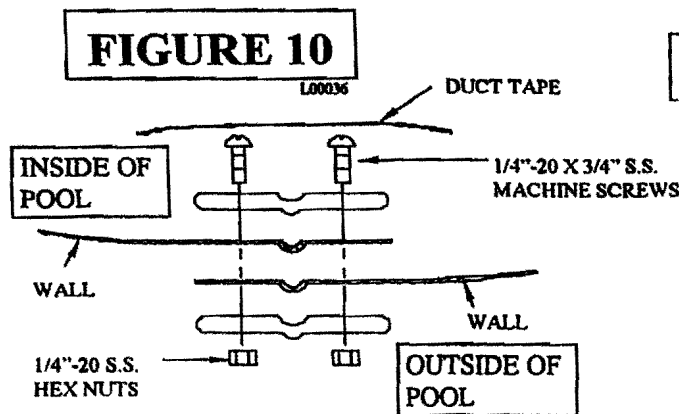 FIGURE 10
L00036
DUCT TAPE
INSIDE OF
POOL
1/4"-20 X 3/4" S.S.
MACHINE SCREWS
WALL
WALL
1/4"-20 S.S.
HEX NUTS
OUTSIDE OF
POOL